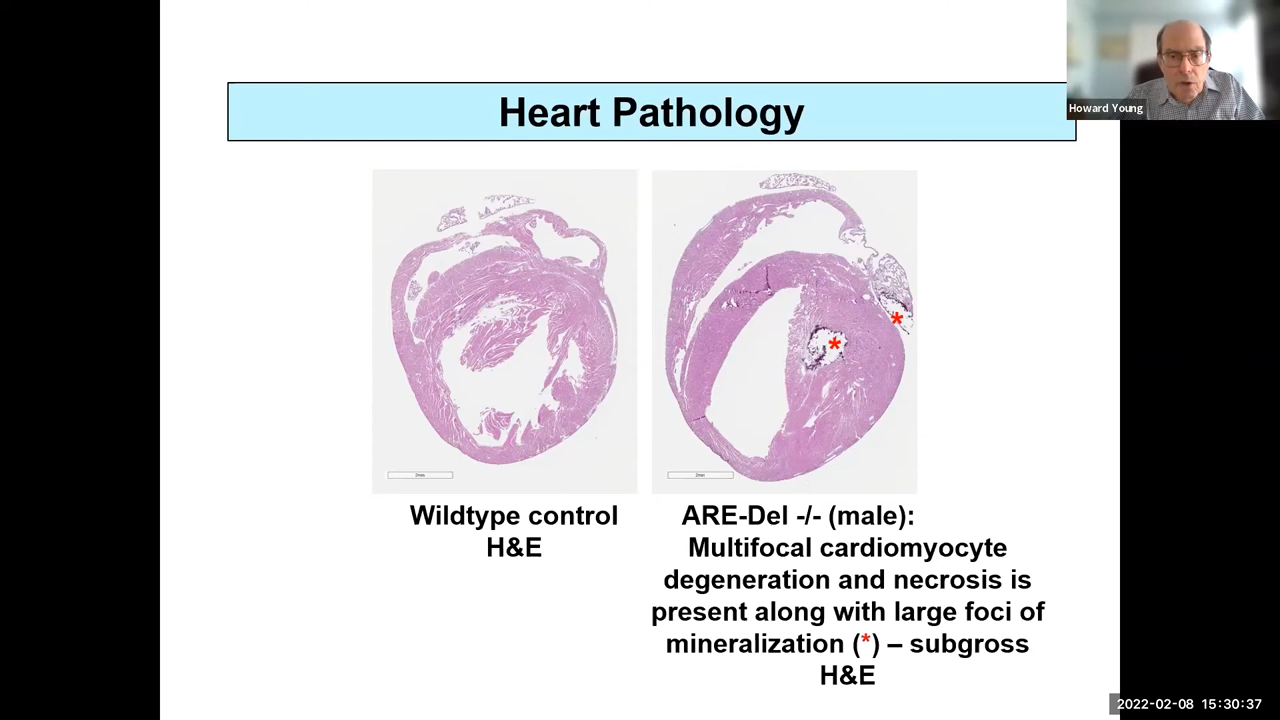 Heart Pathology
Howard Young
*
*
2mm
Wildtype control
H&E
ARE-Del -/- (male):
Multifocal cardiomyocyte
degeneration and necrosis is
present along with large foci of
mineralization (*) – subgross
H&E
2022-02-08 15:30:37